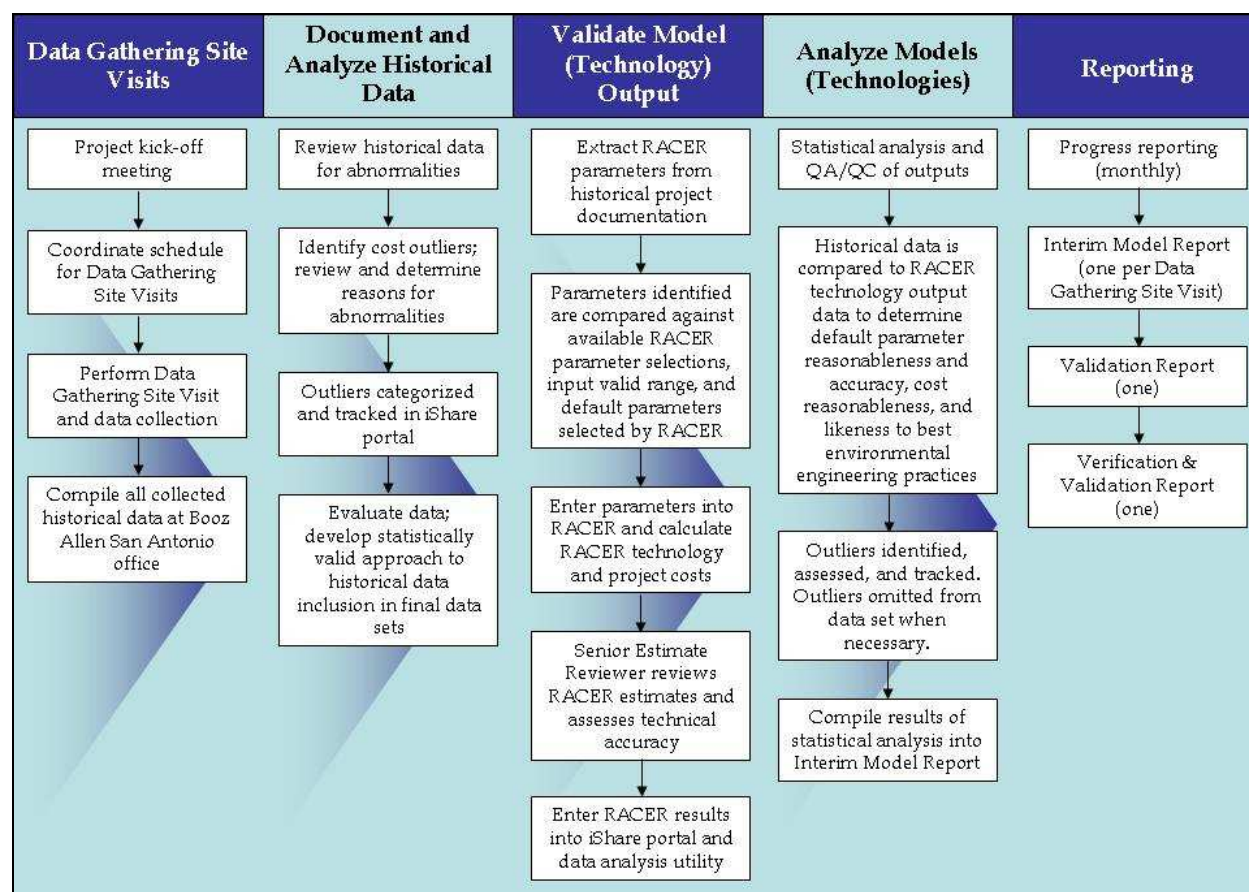 Data Gathering Site
Visits
Project kick-off
meeting
Coordinate schedule
for Data Gathering
Site Visits
Perform Data
Gathering Site Visit
and data collection
Compile all collected
historical data at Booz
Allen San Antonio
office
Document and
Analyze Historical
Data
Review historical data
for abnormalities
Identify cost outliers;
review and determine
reasons for
abnormalities
Outliers categorized
and tracked in iShare
portal
Evaluate data;
develop statistically
valid approach to
historical data
inclusion in final data
sets
Validate Model
(Technology)
Output
Extract RACER
parameters from
historical project
documentation
Parameters identified
are compared against
available RACER
parameter selections,
input valid range, and
default parameters
selected by RACER
Enter parameters into
RACER and calculate
RACER technology
and project costs
Senior Estimate
Reviewer reviews
RACER estimates and
assesses technical
accuracy
Enter RACER results
into iShare portal and
data analysis utility
Analyze Models
(Technologies)
Statistical analysis and
QA/QC of outputs
Historical data is
compared to RACER
technology output
data to determine
default parameter
reasonableness and
accuracy, cost
reasonableness, and
likeness to best
environmental
engineering practices
Outliers identified,
assessed, and tracked.
Outliers omitted from
data set when
necessary.
Compile results of
statistical analysis into
Interim Model Report
Reporting
Progress reporting
(monthly)
Interim Model Report
(one per Data
Gathering Site Visit)
Validation Report
(one)
Verification &
Validation Report
(one)